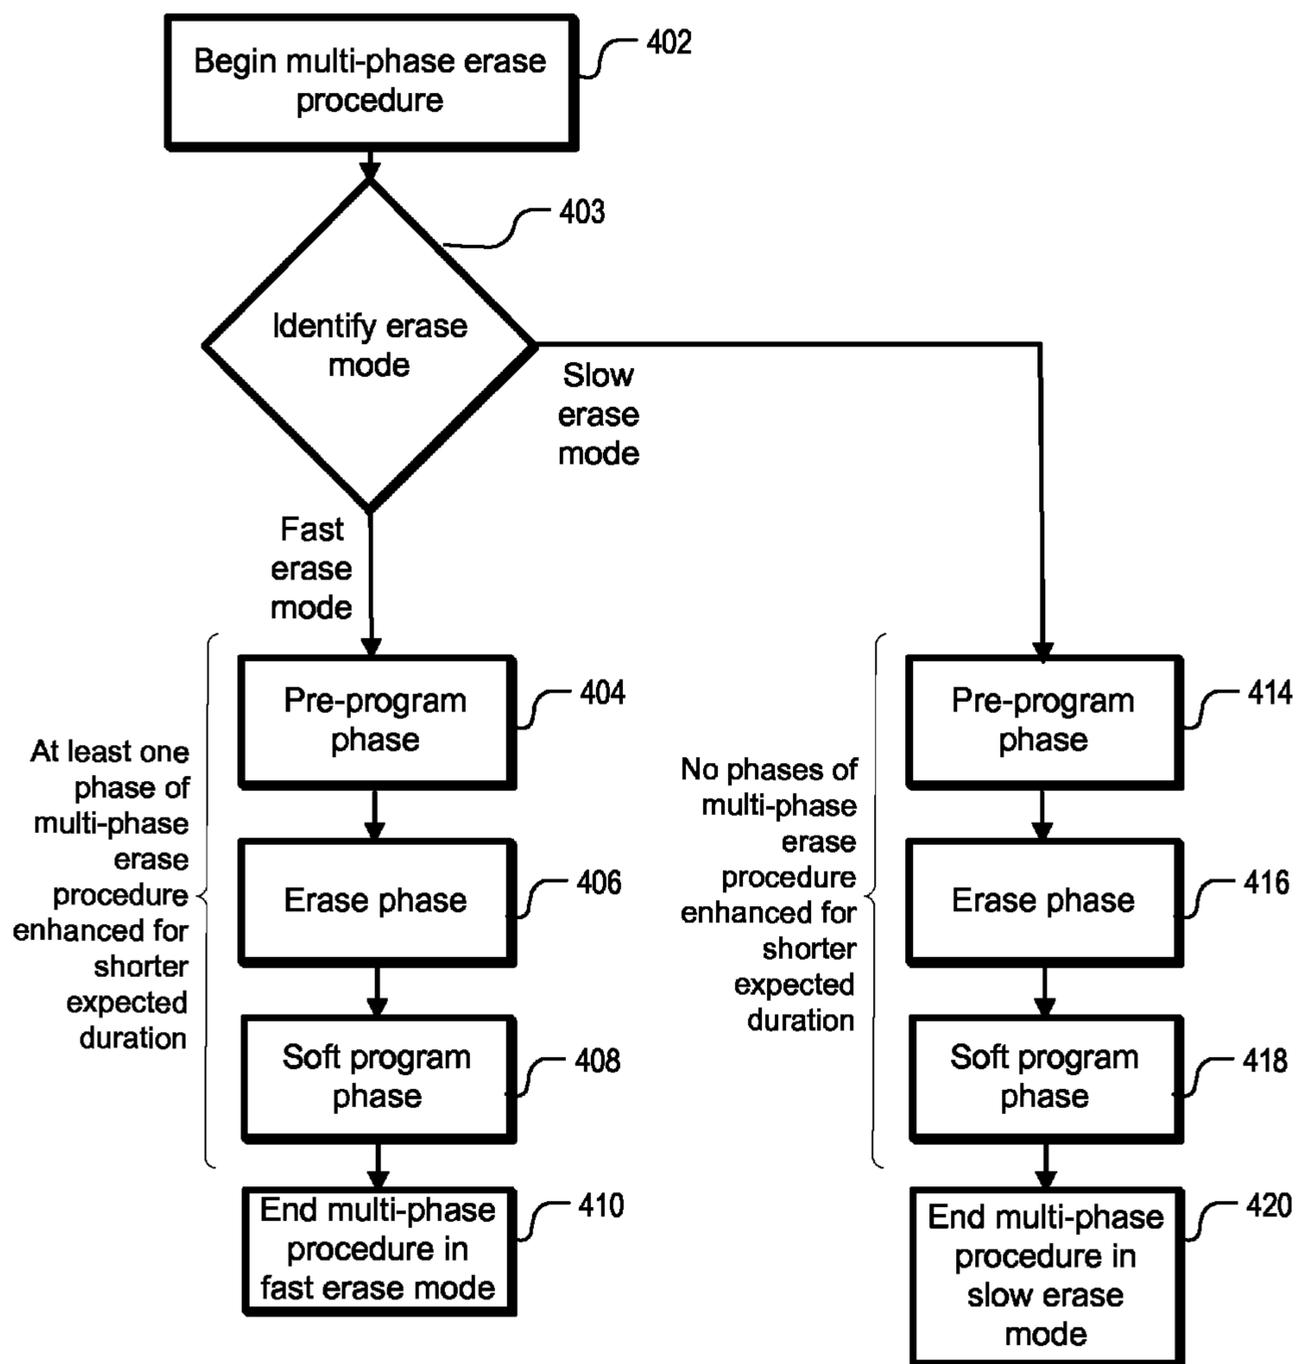 Begin multi-phase erase
procedure
402
403
Identify erase
mode
Slow
erase
mode
Fast
erase
mode
At least one
phase of
multi-phase
erase
procedure
enhanced for
shorter
expected
duration
Pre-program
phase
404
Erase phase
406
Soft program
phase
408
End multi-phase
procedure in
fast erase mode
410
No phases of
multi-phase
erase
procedure
enhanced for
shorter
expected
duration
Pre-program
phase
414
Erase phase
416
Soft program
phase
418
End multi-phase
procedure in
slow erase
mode
420